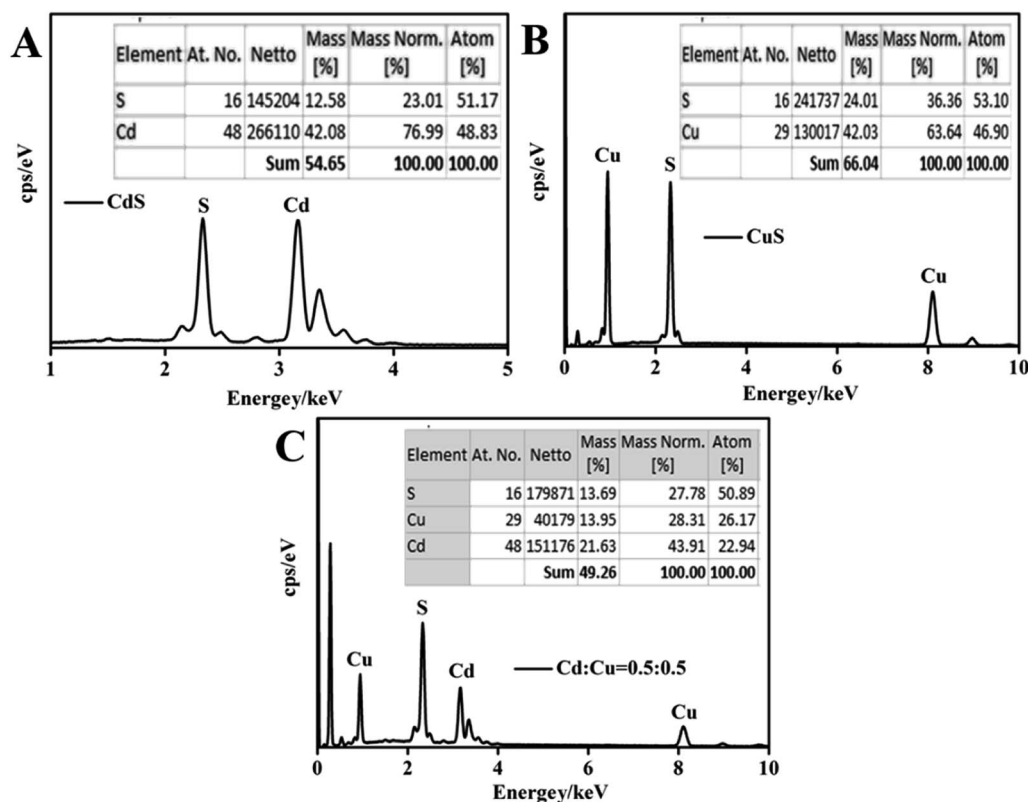 A
Element At. No. Netto Mass [%] Mass Norm. [%] Atom [%]
S 16 145204 12.58 23.01 51.17
Cd 48 266110 42.08 76.99 48.83
Sum 54.65 100.00 100.00
CdS
S
Cd
cps/eV
1 2 3 4 5
Energey/keV
B
Element At. No. Netto Mass [%] Mass Norm. [%] Atom [%]
S 16 241737 24.01 36.36 53.10
Cu 29 130017 42.03 63.64 46.90
Sum 66.04 100.00 100.00
Cu
S
CuS
Cu
cps/eV
0 2 4 6 8 10
Energey/keV
C
Element At. No. Netto Mass [%] Mass Norm. [%] Atom [%]
S 16 179871 13.69 27.78 50.89
Cu 29 40179 13.95 28.31 26.17
Cd 48 151176 21.63 43.91 22.94
Sum 49.26 100.00 100.00
S
Cu
Cd
Cd:Cu=0.5:0.5
Cu
cps/eV
0 2 4 6 8 10
Energey/keV